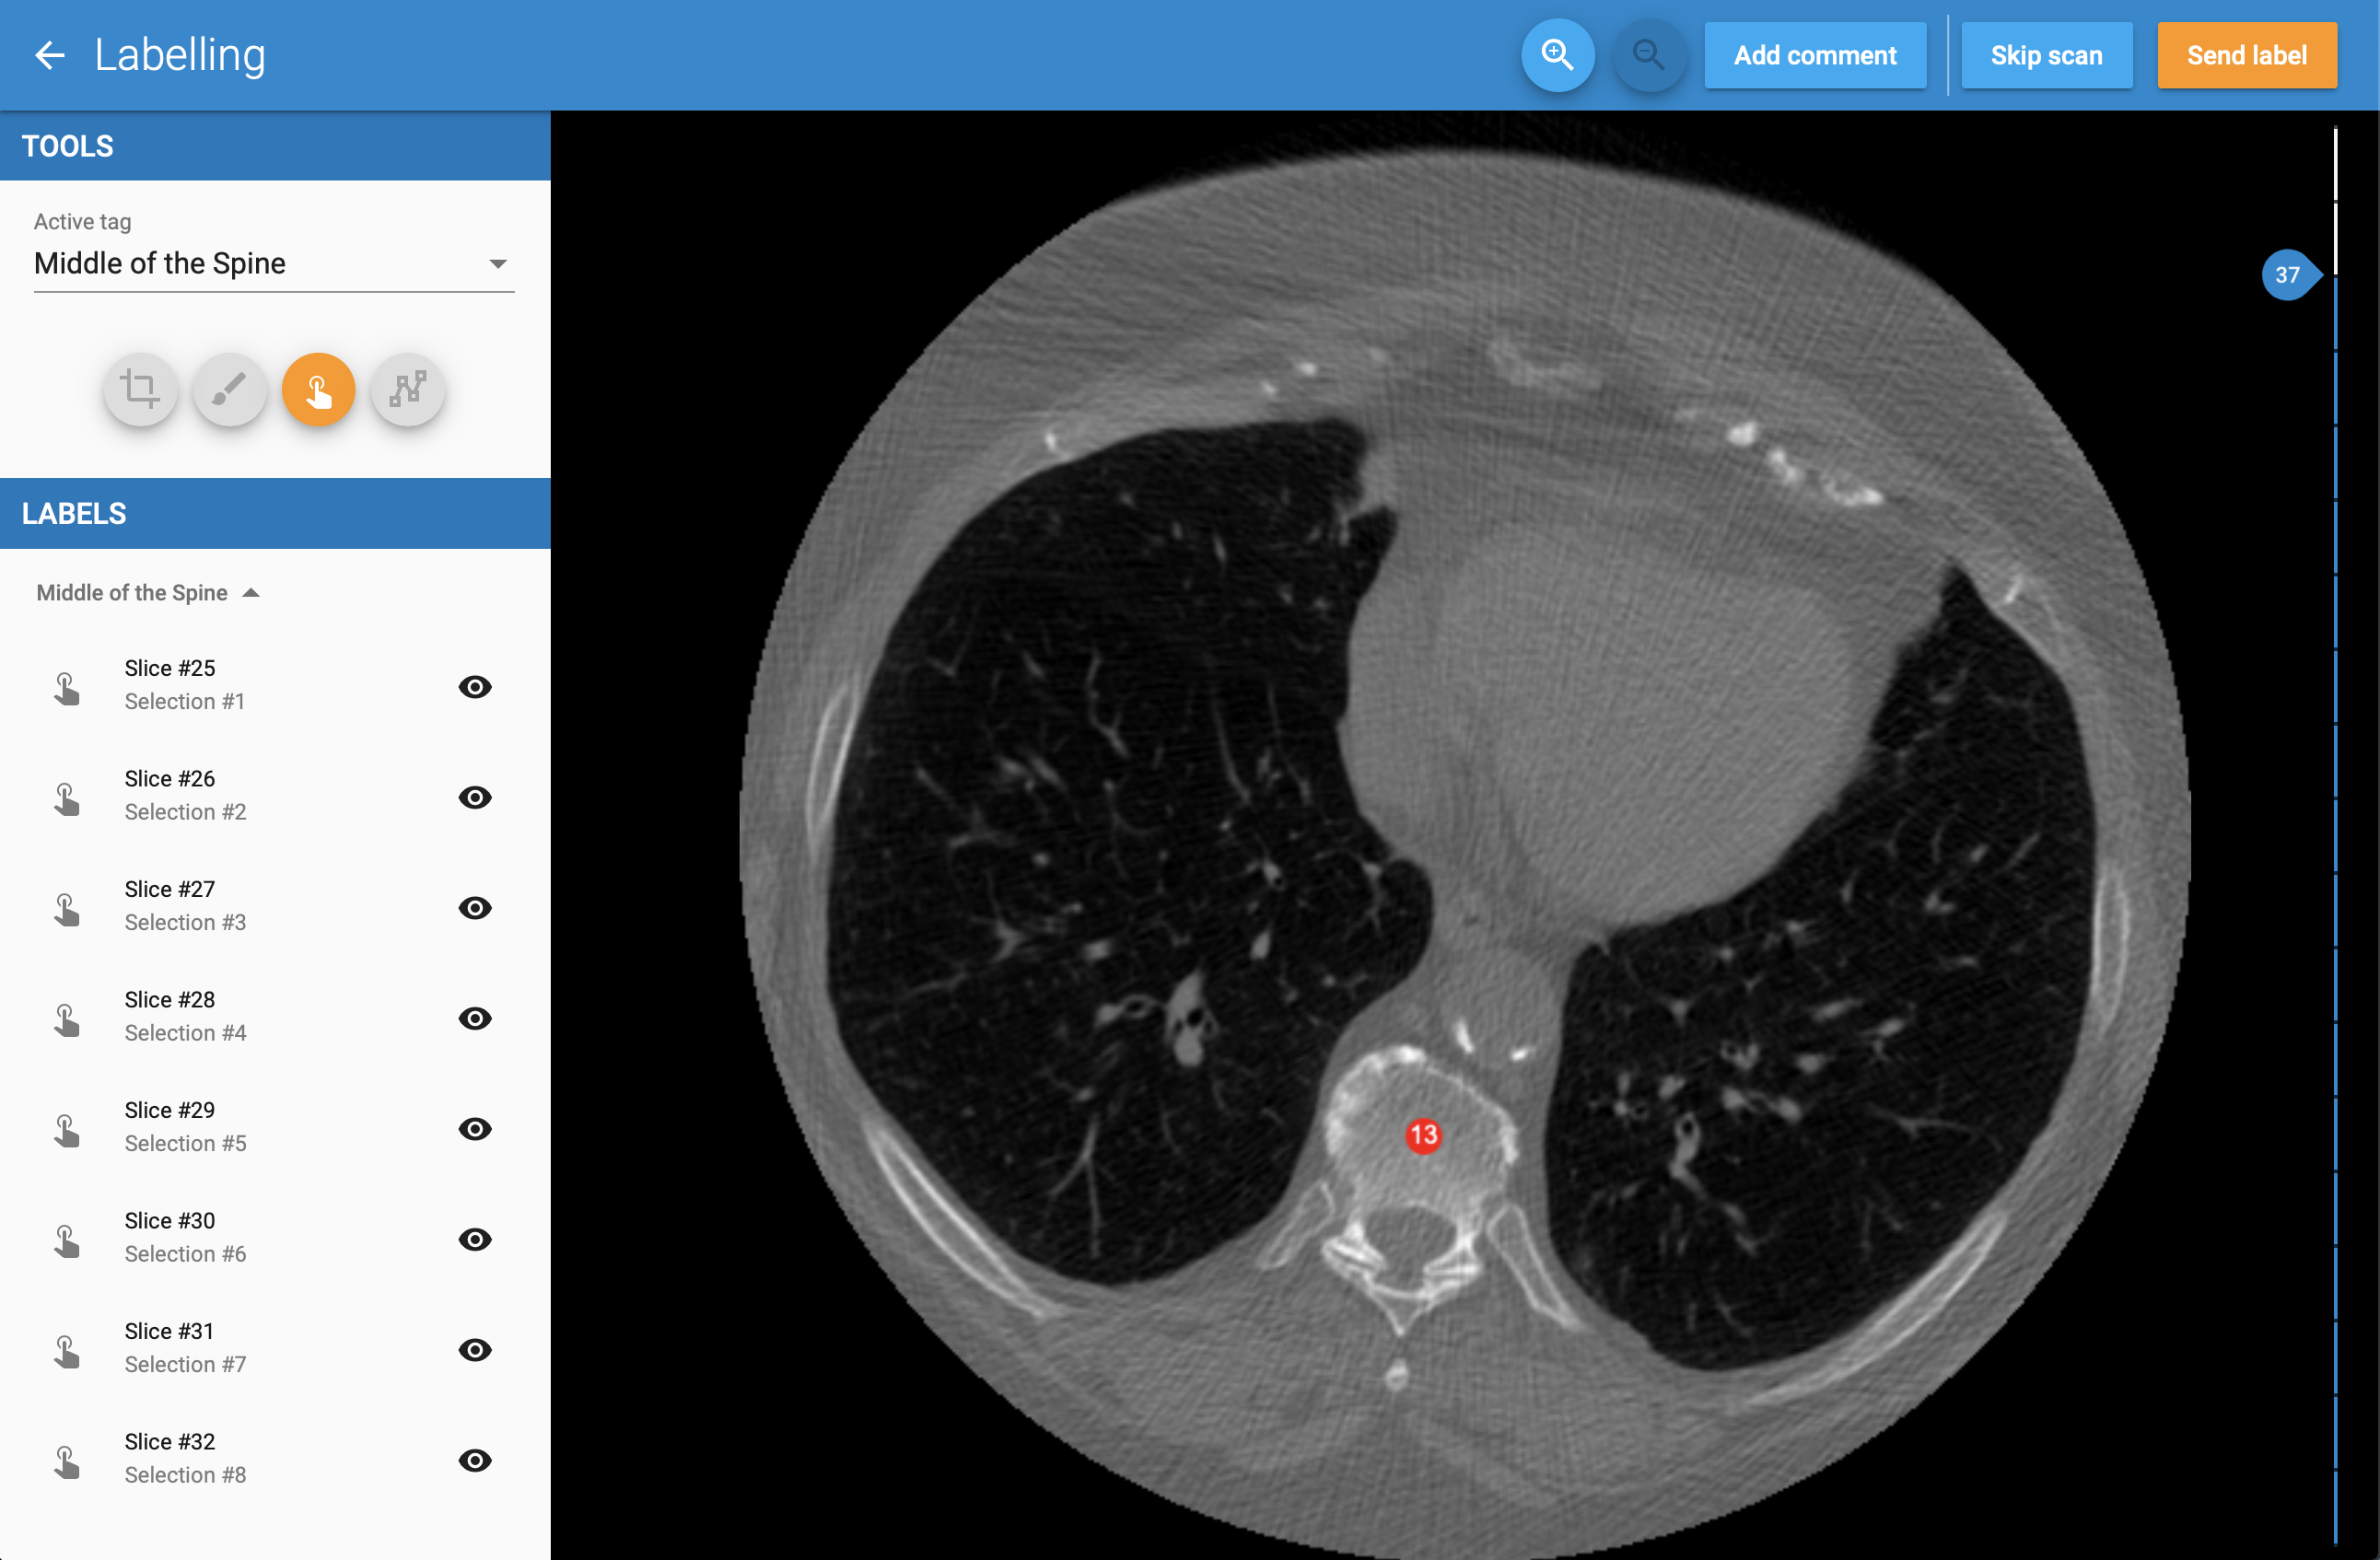 Labelling
Add comment
Skip scan
Send label
TOOLS
Active tag
Middle of the Spine
LABELS
Middle of the Spine
Slice #25
Selection #1
Slice #26
Selection #2
Slice #27
Selection #3
Slice #28
Selection #4
Slice #29
Selection #5
Slice #30
Selection #6
Slice #31
Selection #7
Slice #32
Selection #8
37
13